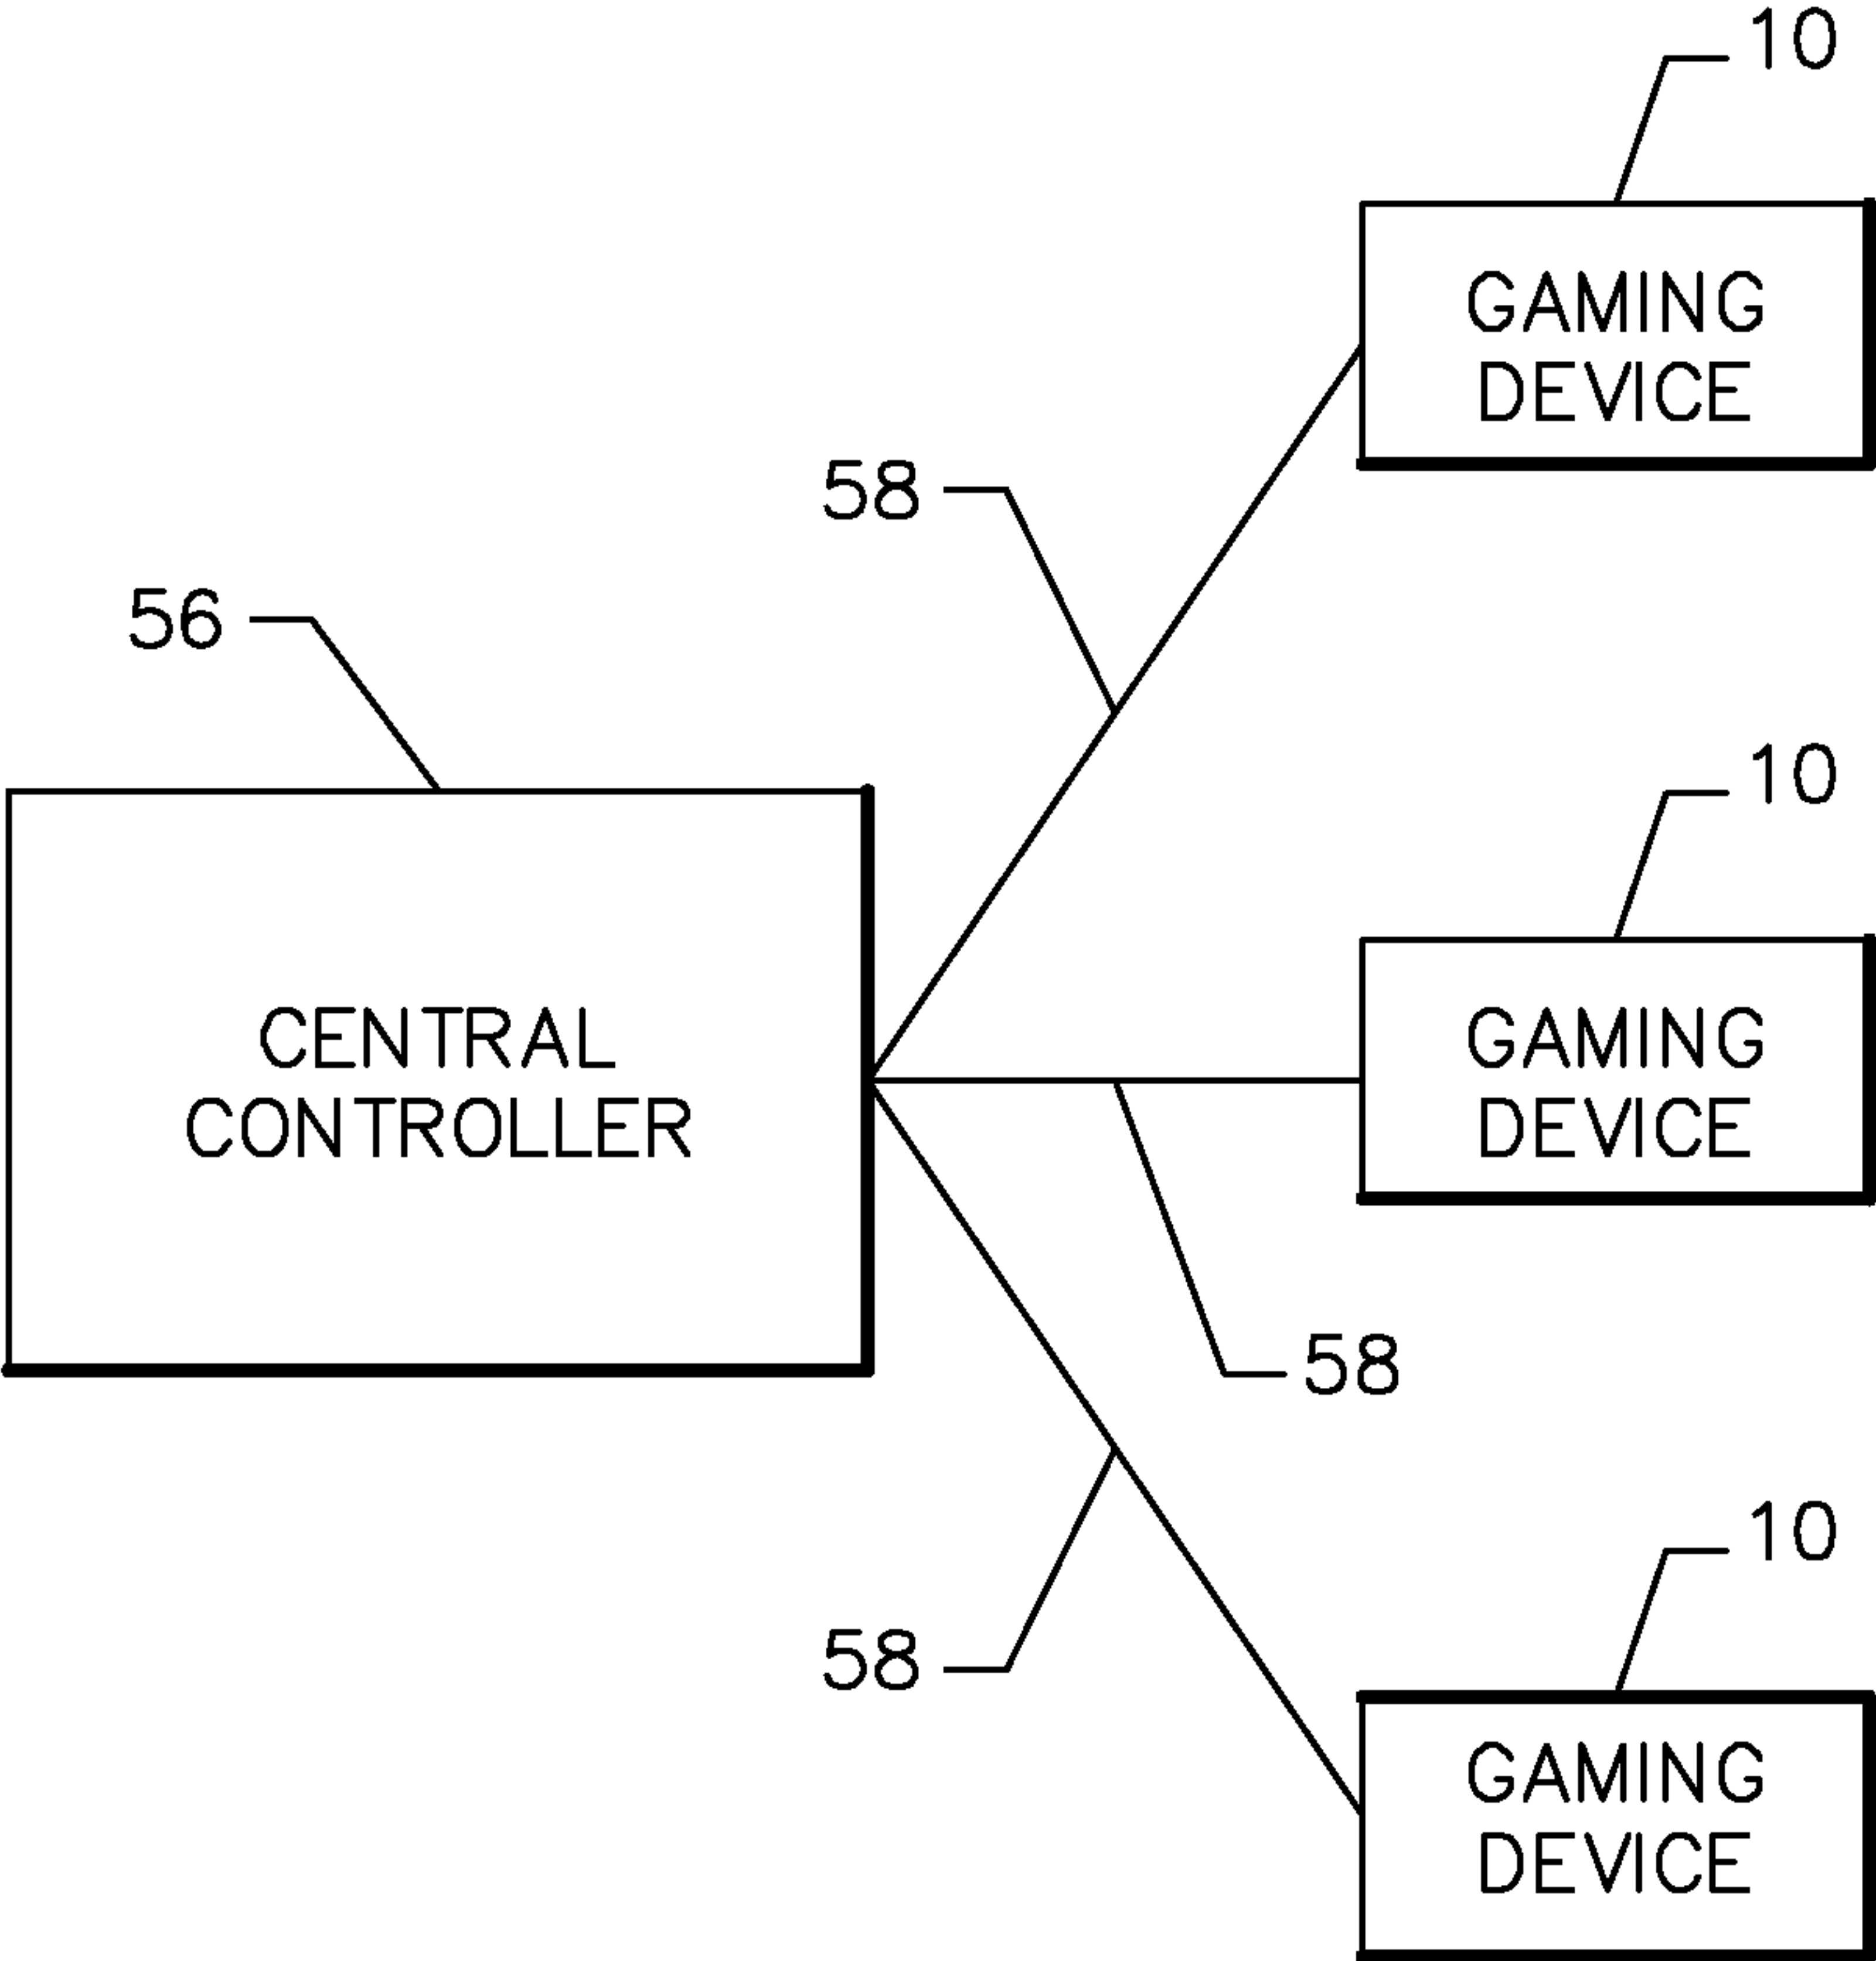 10
GAMING
DEVICE
58
56
10
CENTRAL
CONTROLLER
GAMING
DEVICE
58
10
58
GAMING
DEVICE